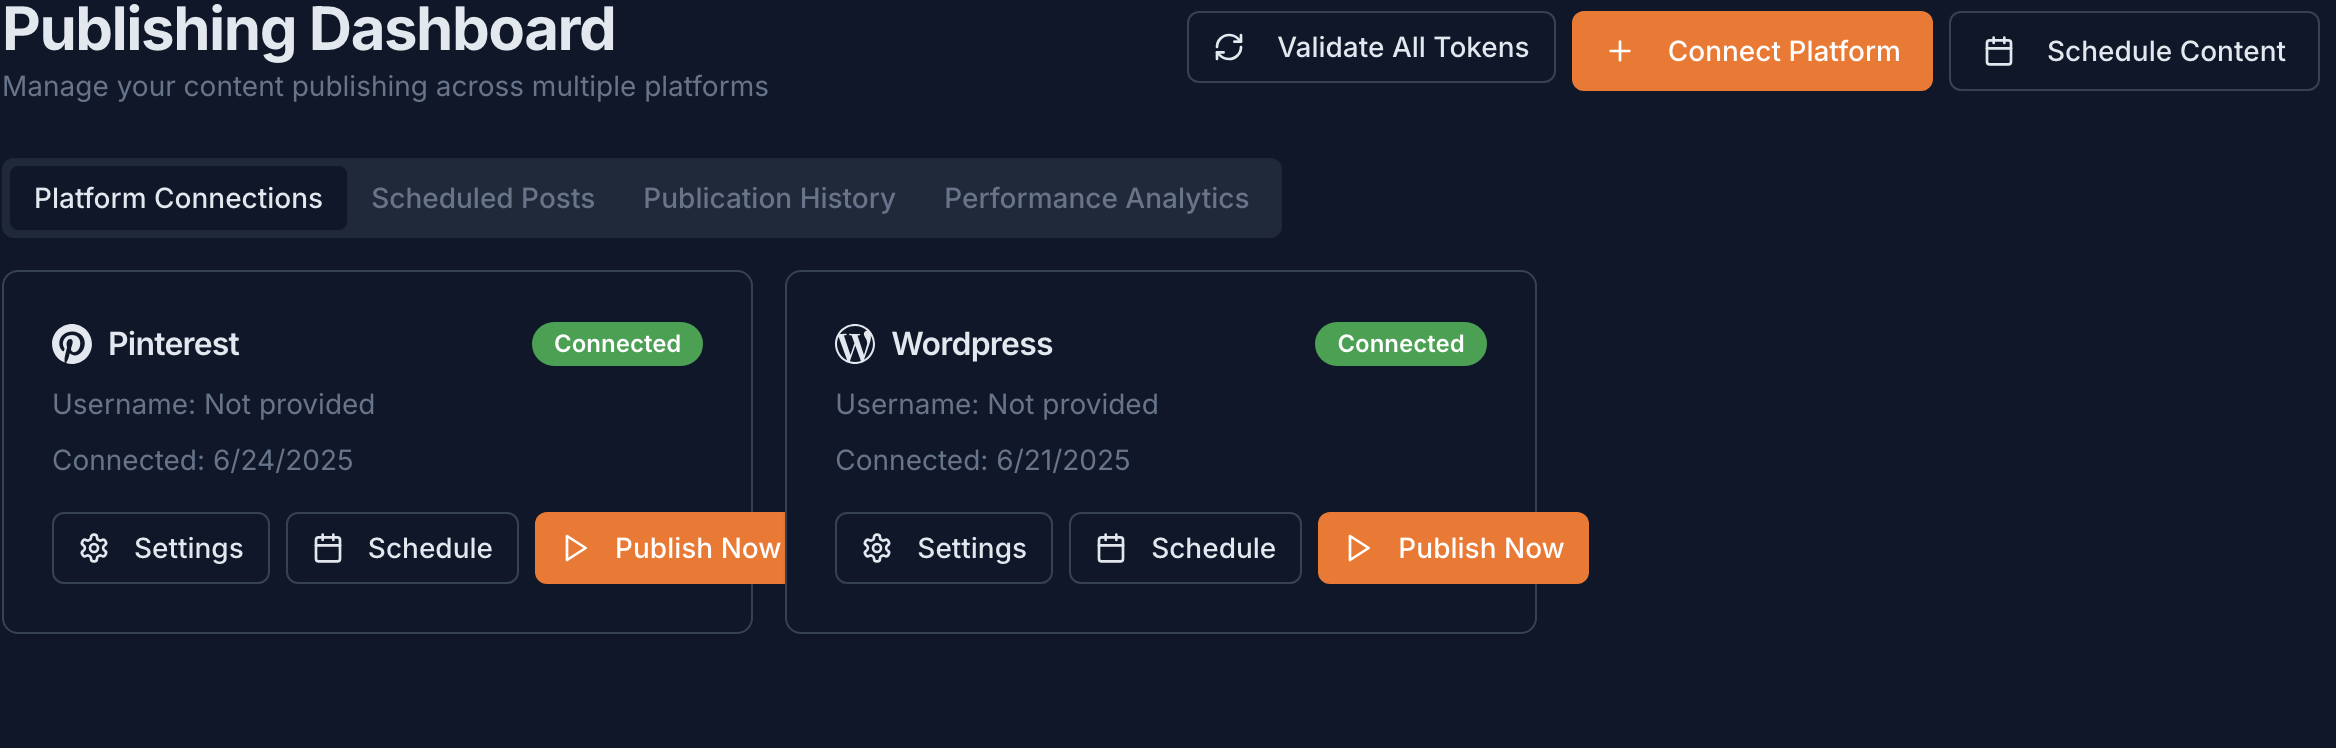 Publishing Dashboard
Manage your content publishing across multiple platforms
Validate All Tokens
Connect Platform
Schedule Content
Platform Connections
Scheduled Posts
Publication History
Performance Analytics
Pinterest
Connected
Username: Not provided
Connected: 6/24/2025
Settings
Schedule
Publish Now
Wordpress
Connected
Username: Not provided
Connected: 6/21/2025
Settings
Schedule
Publish Now